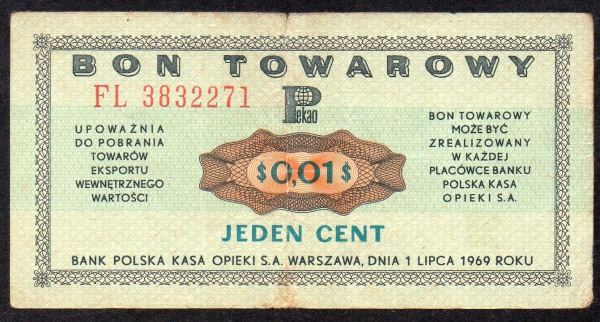 BON TOWAROWY
FL 3832271
Pekao
UPOWAŻNIA
DO POBRANIA
TOWARÓW
EKSPORTU
WEWNĘTRZNEGO
WARTOŚCI
$0,01$
BON TOWAROWY
MOŻE BYĆ
ZREALIZOWANY
W KAŻDEJ
PLACÓWCE BANKU
POLSKA KASA
OPIEKI S.A.
JEDEN CENT
BANK POLSKA KASA OPIEKI S.A. WARSZAWA, DNIA 1 LIPCA 1969 ROKU